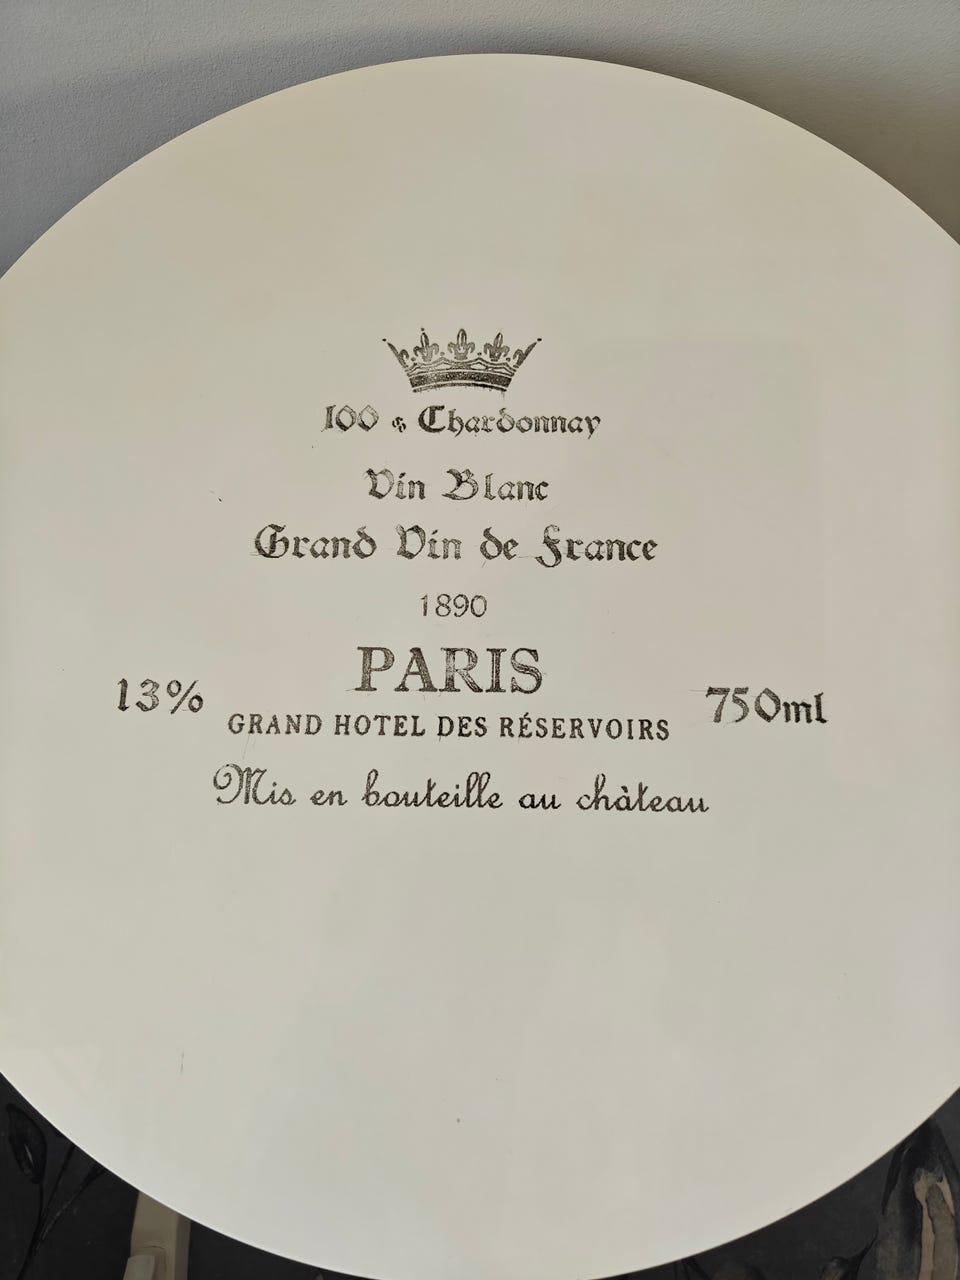 100 % Chardonnay
Vin Blanc
Grand Vin de France
1890
PARIS
13%
750ml
GRAND HOTEL DES RÉSERVOIRS
Mis en bouteille au château